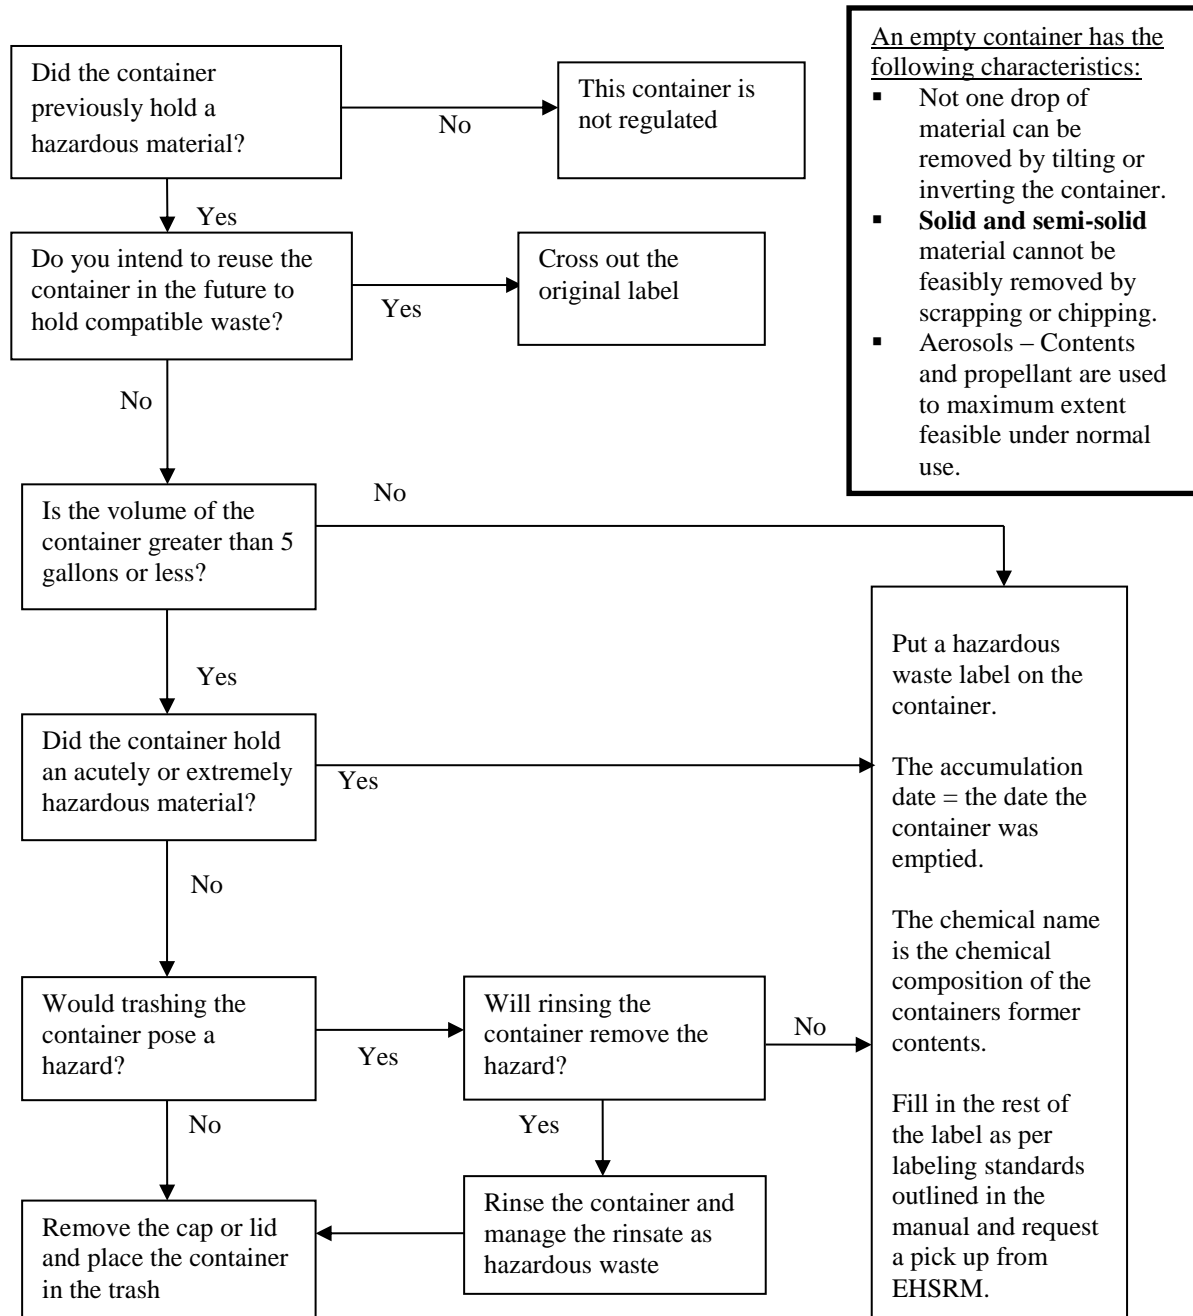 Did the container
previously hold a
hazardous material?
No
This container is
not regulated
Yes
Do you intend to reuse the
container in the future to
hold compatible waste?
Yes
Cross out the
original label
No
Is the volume of the
container greater than 5
gallons or less?
No
Yes
Did the container hold
an acutely or extremely
hazardous material?
Yes
No
Would trashing the
container pose a
hazard?
Yes
Will rinsing the
container remove the
hazard?
No
No
Yes
Remove the cap or lid
and place the container
in the trash
Rinse the container and
manage the rinsate as
hazardous waste
Put a hazardous
waste label on the
container.
The accumulation
date = the date the
container was
emptied.
The chemical name
is the chemical
composition of the
containers former
contents.
Fill in the rest of
the label as per
labeling standards
outlined in the
manual and request
a pick up from
EHSRM.
An empty container has the
following characteristics:
▪ Not one drop of
material can be
removed by tilting or
inverting the container.
▪ Solid and semi-solid
material cannot be
feasibly removed by
scrapping or chipping.
▪ Aerosols – Contents
and propellant are used
to maximum extent
feasible under normal
use.